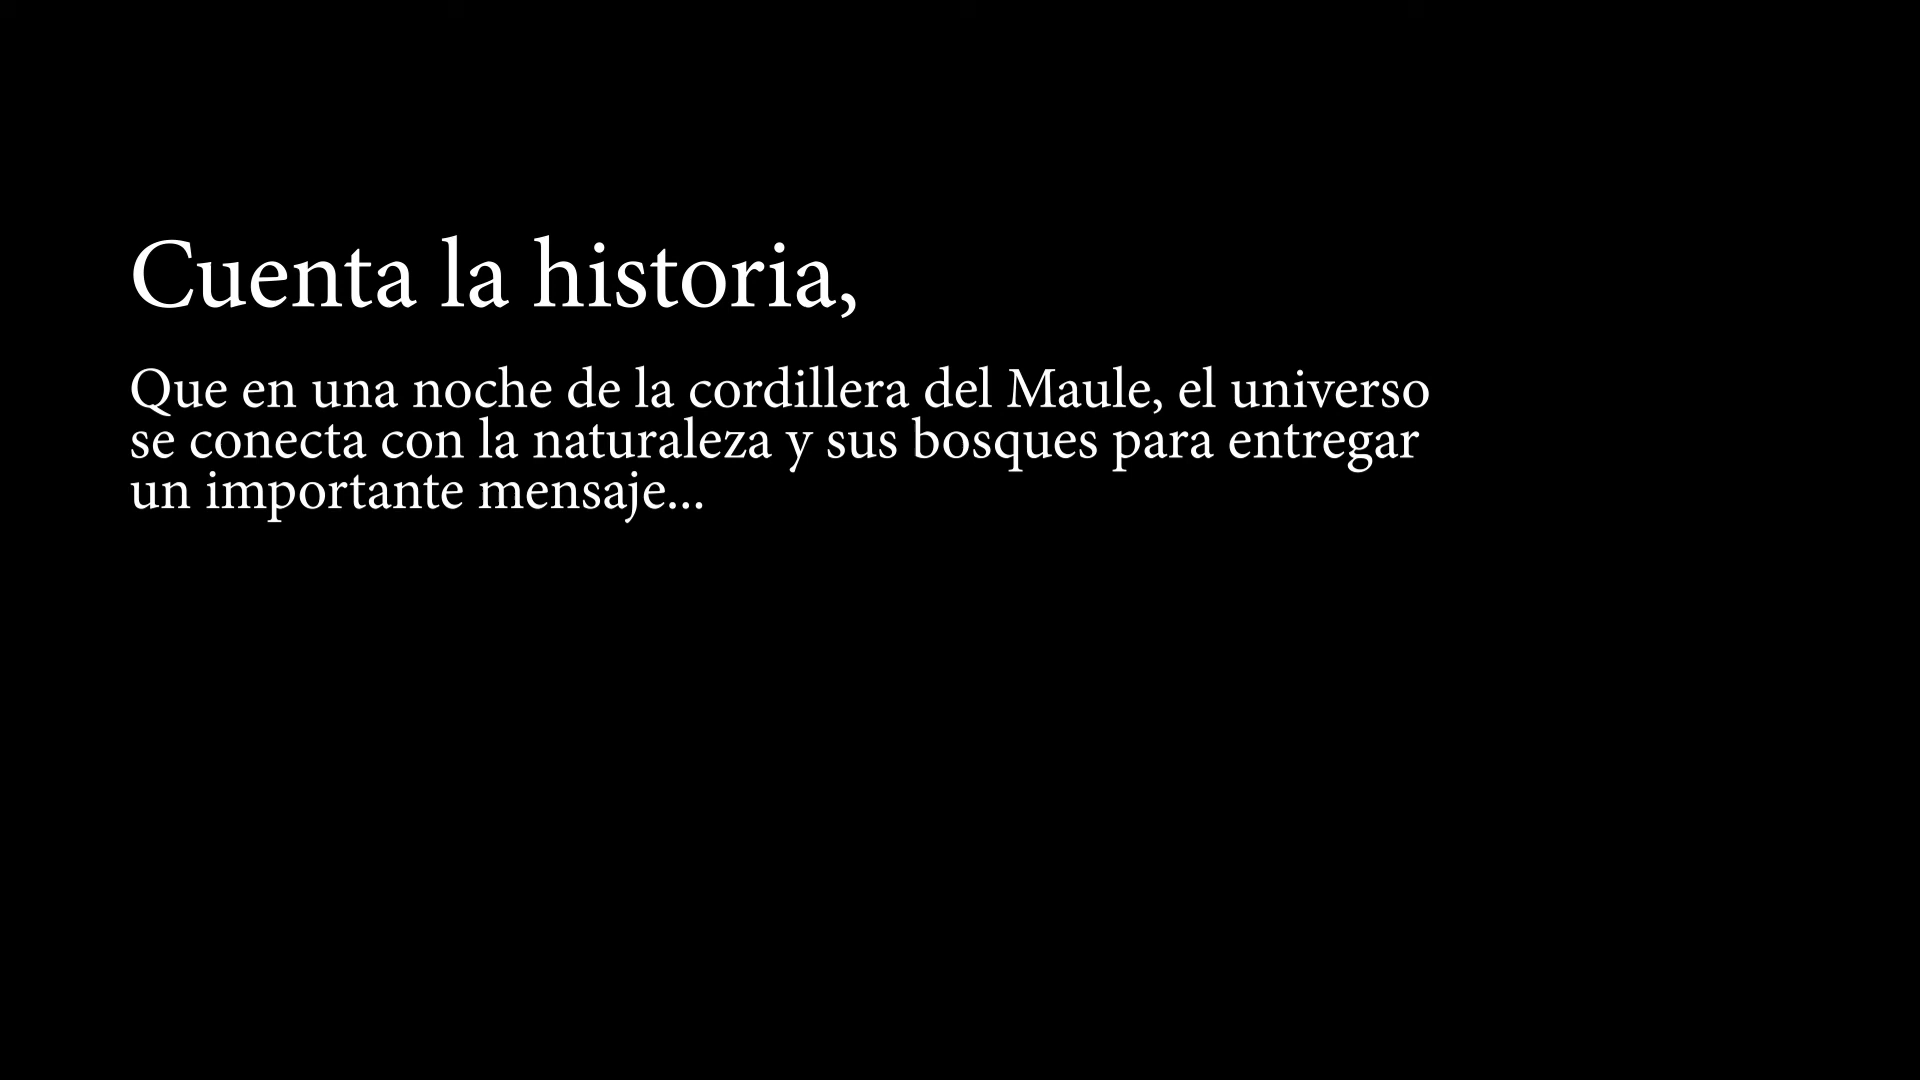 Cuenta la historia,
Que en una noche de la cordillera del Maule, el universo
se conecta con la naturaleza y sus bosques para entregar
un importante mensaje...